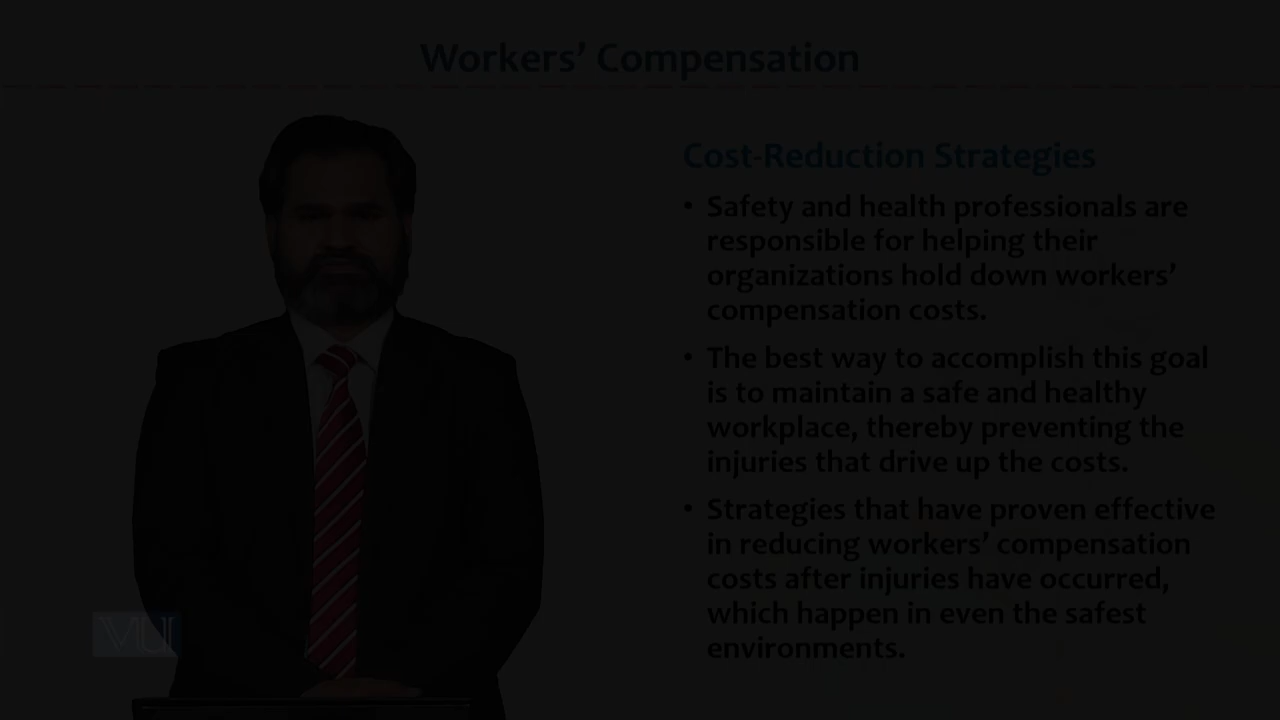 Workers’ Compensation
Cost-Reduction Strategies
• Safety and health professionals are
responsible for helping their
organizations hold down workers’
compensation costs.
• The best way to accomplish this goal
is to maintain a safe and healthy
workplace, thereby preventing the
injuries that drive up the costs.
• Strategies that have proven effective
in reducing workers’ compensation
costs after injuries have occurred,
which happen in even the safest
environments.
VU